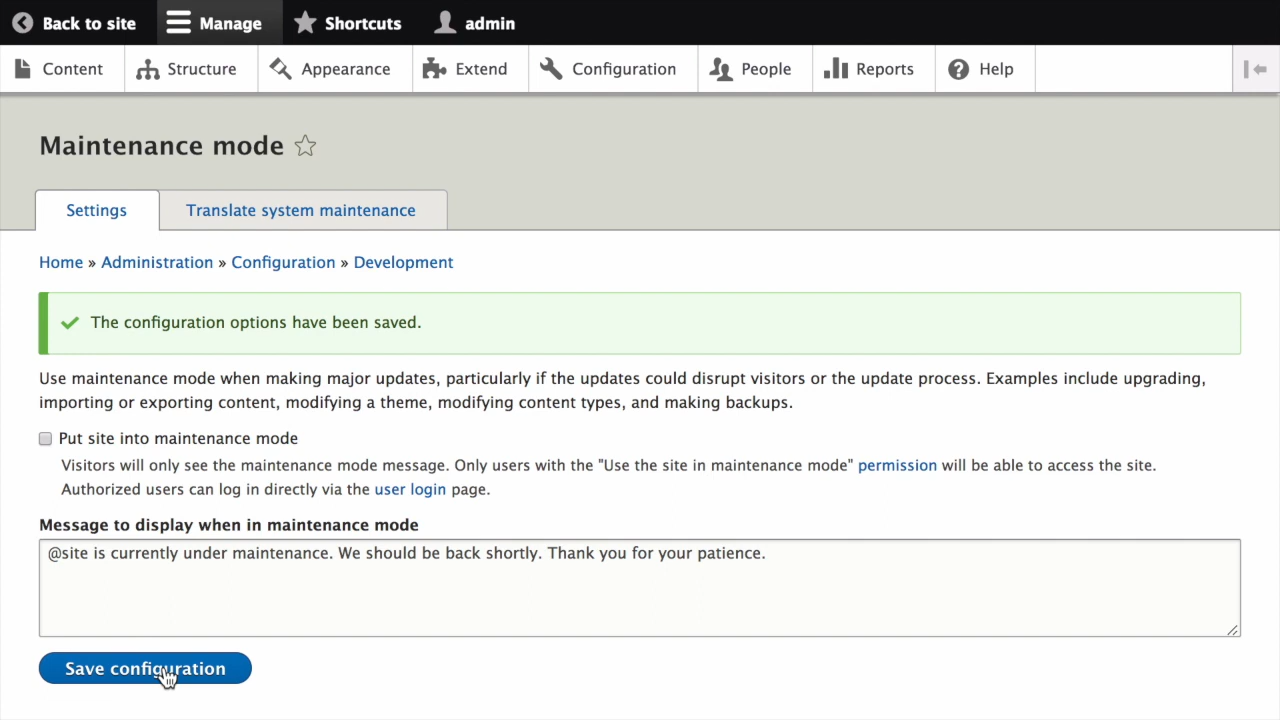 Back to site Manage Shortcuts admin
Content Structure Appearance Extend Configuration People Reports Help
Maintenance mode
Settings Translate system maintenance
Home » Administration » Configuration » Development
The configuration options have been saved.
Use maintenance mode when making major updates, particularly if the updates could disrupt visitors or the update process. Examples include upgrading,
importing or exporting content, modifying a theme, modifying content types, and making backups.
Put site into maintenance mode
Visitors will only see the maintenance mode message. Only users with the "Use the site in maintenance mode" permission will be able to access the site.
Authorized users can log in directly via the user login page.
Message to display when in maintenance mode
@site is currently under maintenance. We should be back shortly. Thank you for your patience.
Save configuration